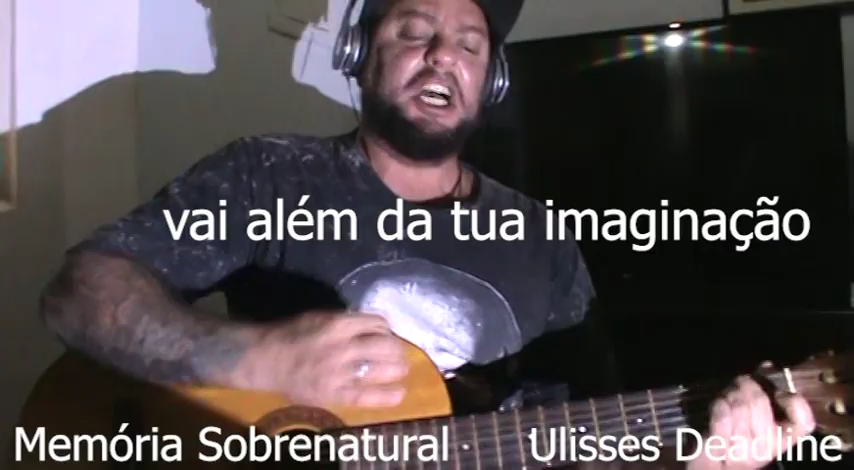 vai além da tua imaginação
Memória Sobrenatural Ulisses Deadline